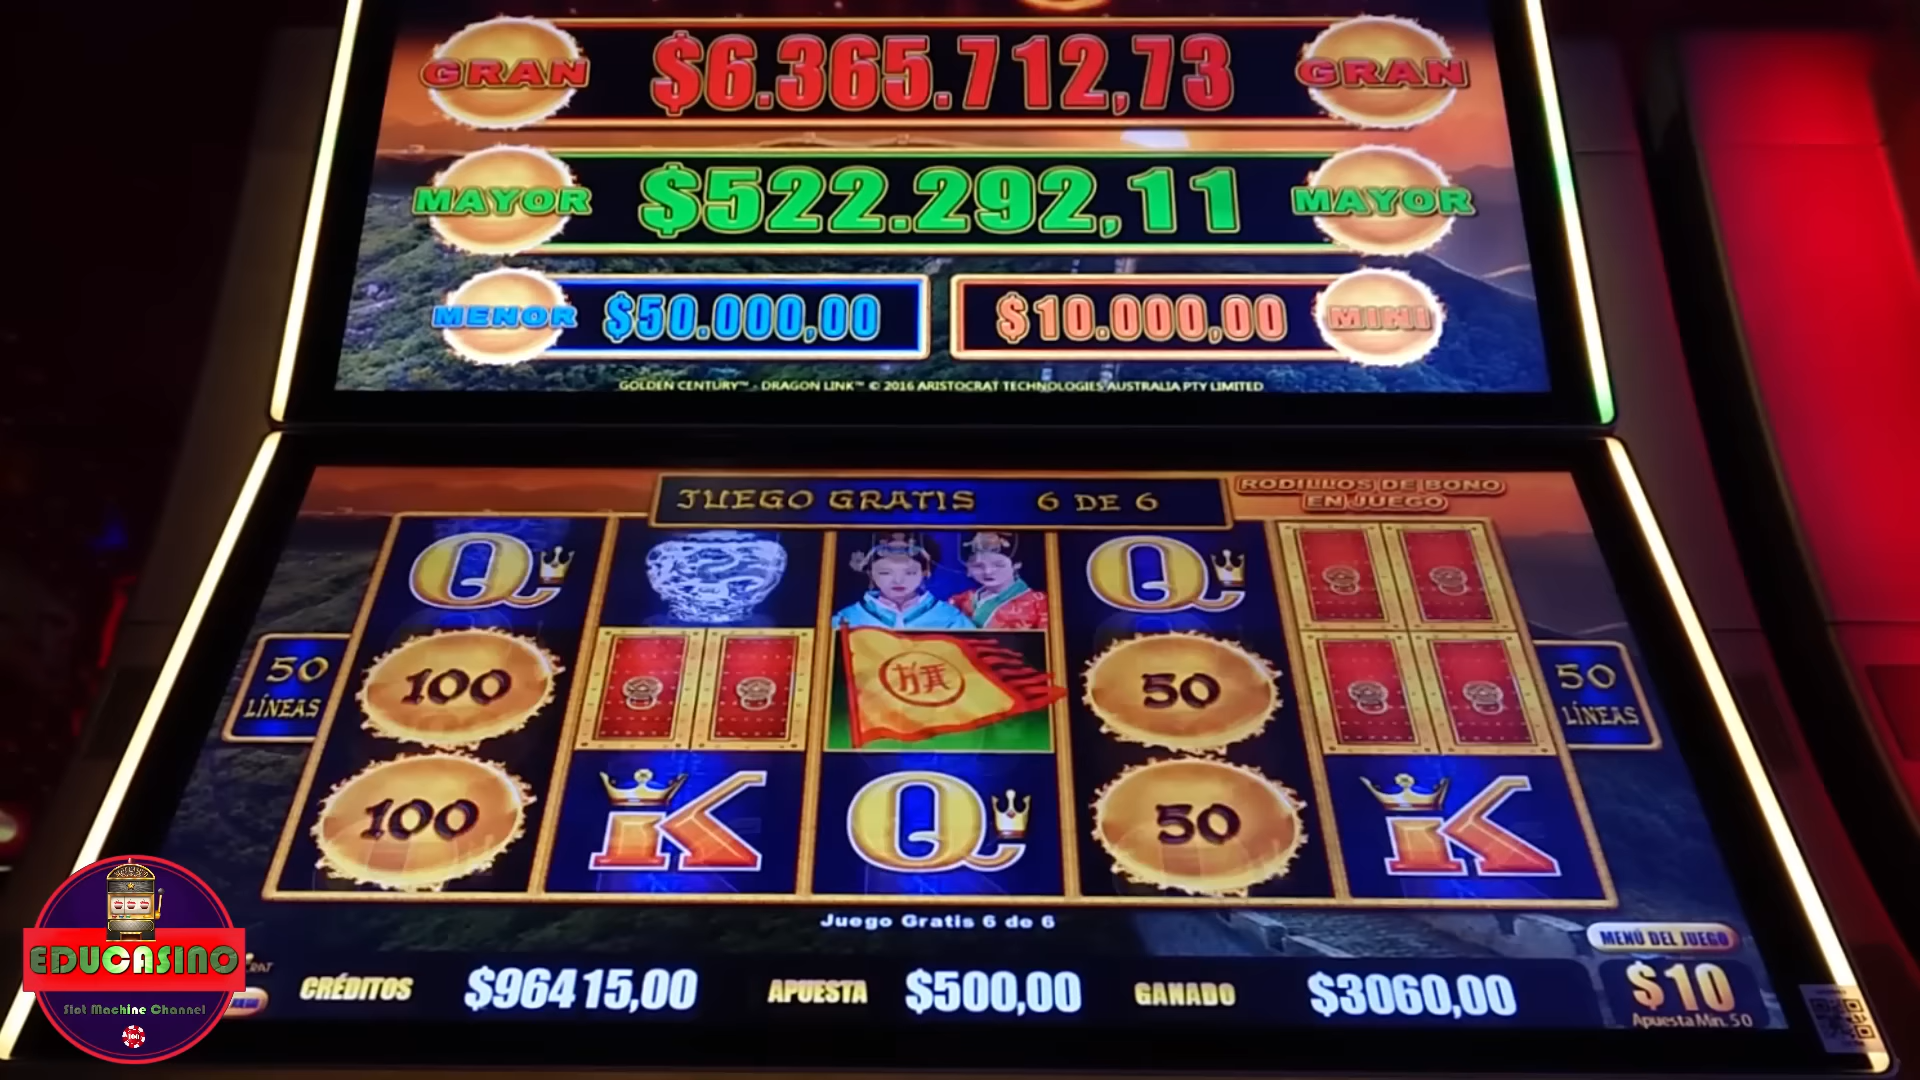 GRAN $6.365.712,73 GRAN
MAYOR $522.292,11 MAYOR
MENOR $50.000,00 $10.000,00 MINI
GOLDEN CENTURY™ - DRAGON LINK™ © 2016 ARISTOCRAT TECHNOLOGIES AUSTRALIA PTY LIMITED
JUEGO GRATIS 6 DE 6
RODILLOS DE BONO
EN JUEGO
Q Q
50
LÍNEAS
100 50
50
LÍNEAS
100 K Q 50 K
Juego Gratis 6 de 6
MENÚ DEL JUEGO
CRÉDITOS $96415,00 APUESTA $500,00 GANADO $3060,00
$10
Apuesta Mín. 50
EDUCASINO
Slot Machine Channel